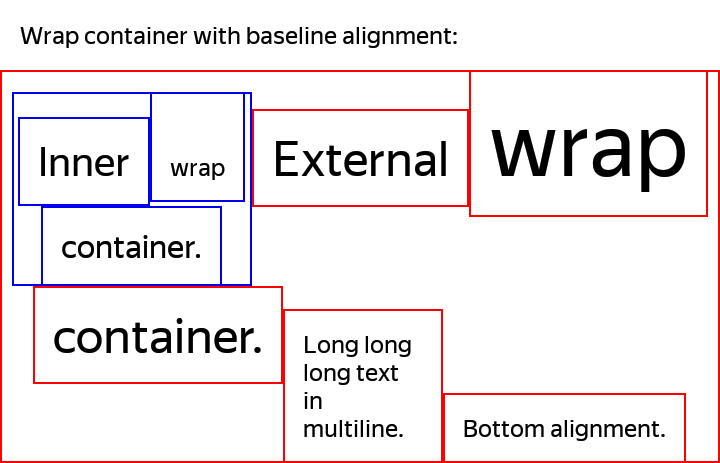 Wrap container with baseline alignment:
Inner wrap External wrap
container.
container.
Long long
long text
in
multiline.
Bottom alignment.